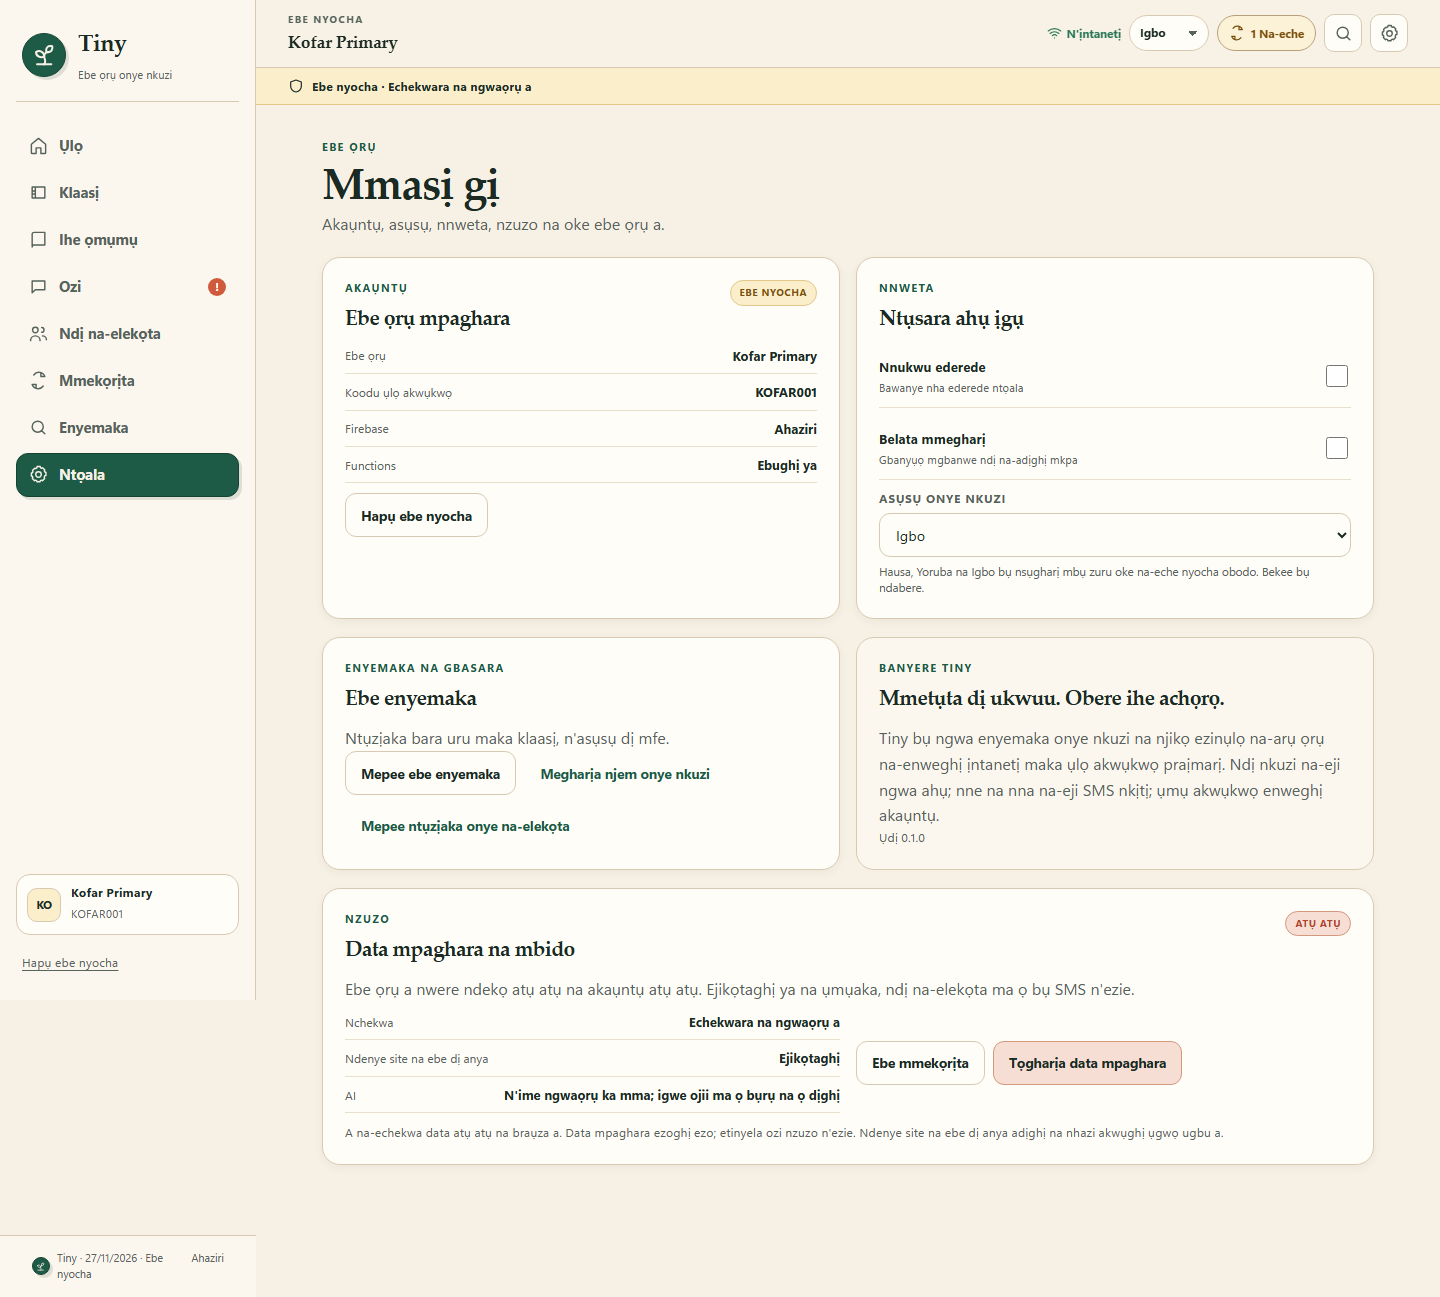 Tiny
Ebe ọrụ onye nkuzi
Ụlọ
Klaasị
Ihe ọmụmụ
Ozi
!
Ndị na-elekọta
Mmekọrịta
Enyemaka
Ntọala
KO
Kofar Primary
KOFAR001
Hapụ ebe nyocha
Tiny · 27/11/2026 · Ebe
nyocha
Ahaziri
EBE NYOCHA
Kofar Primary
N'ịntanetị
Igbo
1 Na-eche
Ebe nyocha · Echekwara na ngwaọrụ a
EBE ỌRỤ
Mmasị gị
Akaụntụ, asụsụ, nnweta, nzuzo na oke ebe ọrụ a.
AKAỤNTỤ
EBE NYOCHA
Ebe ọrụ mpaghara
Ebe ọrụ
Kofar Primary
Koodu ụlọ akwụkwọ
KOFAR001
Firebase
Ahaziri
Functions
Ebughị ya
Hapụ ebe nyocha
NNWETA
Ntụsara ahụ ịgụ
Nnukwu ederede
Bawanye nha ederede ntọala
Belata mmegharị
Gbanyụọ mgbanwe ndị na-adịghị mkpa
ASỤSỤ ONYE NKUZI
Igbo
Hausa, Yoruba na Igbo bụ nsụgharị mbụ zuru oke na-eche nyocha obodo. Bekee bụ
ndabere.
ENYEMAKA NA GBASARA
Ebe enyemaka
Ntụzịaka bara uru maka klaasị, n'asụsụ dị mfe.
Mepee ebe enyemaka
Megharịa njem onye nkuzi
Mepee ntụzịaka onye na-elekọta
BANYERE TINY
Mmetụta dị ukwuu. Obere ihe achọrọ.
Tiny bụ ngwa enyemaka onye nkuzi na njikọ ezinụlọ na-arụ ọrụ
na-enweghị ịntanetị maka ụlọ akwụkwọ praịmarị. Ndị nkuzi na-eji
ngwa ahụ; nne na nna na-eji SMS nkịtị; ụmụ akwụkwọ enweghị
akaụntụ.
Ụdị 0.1.0
NZUZO
ATỤ ATỤ
Data mpaghara na mbido
Ebe ọrụ a nwere ndekọ atụ atụ na akaụntụ atụ atụ. Ejikọtaghị ya na ụmụaka, ndị na-elekọta ma ọ bụ SMS n'ezie.
Nchekwa
Echekwara na ngwaọrụ a
Ndenye site na ebe dị anya
Ejikọtaghị
AI
N'ime ngwaọrụ ka mma; igwe ojii ma ọ bụrụ na ọ dịghị
Ebe mmekọrịta
Tọgharịa data mpaghara
A na-echekwa data atụ atụ na braụza a. Data mpaghara ezoghị ezo; etinyela ozi nzuzo n'ezie. Ndenye site na ebe dị anya adịghị na nhazi akwụghị ụgwọ ugbu a.